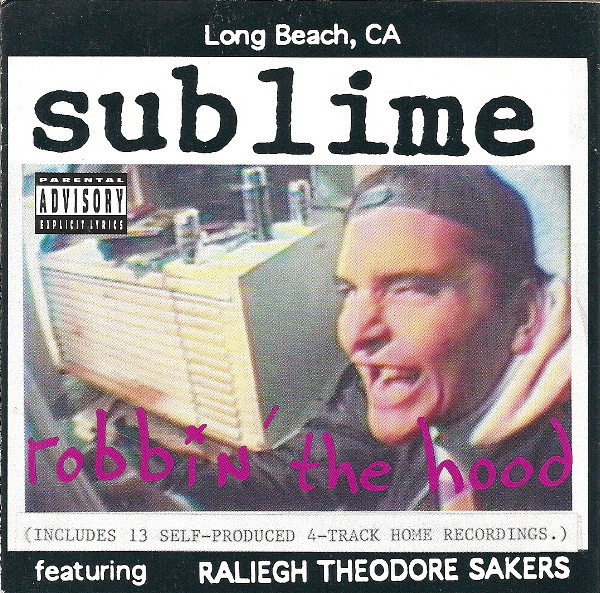 Long Beach, CA
sublime
PARENTAL
ADVISORY
EXPLICIT LYRICS
robbin' the hood
(INCLUDES 13 SELF-PRODUCED 4-TRACK HOME RECORDINGS.)
featuring RALIEGH THEODORE SAKERS